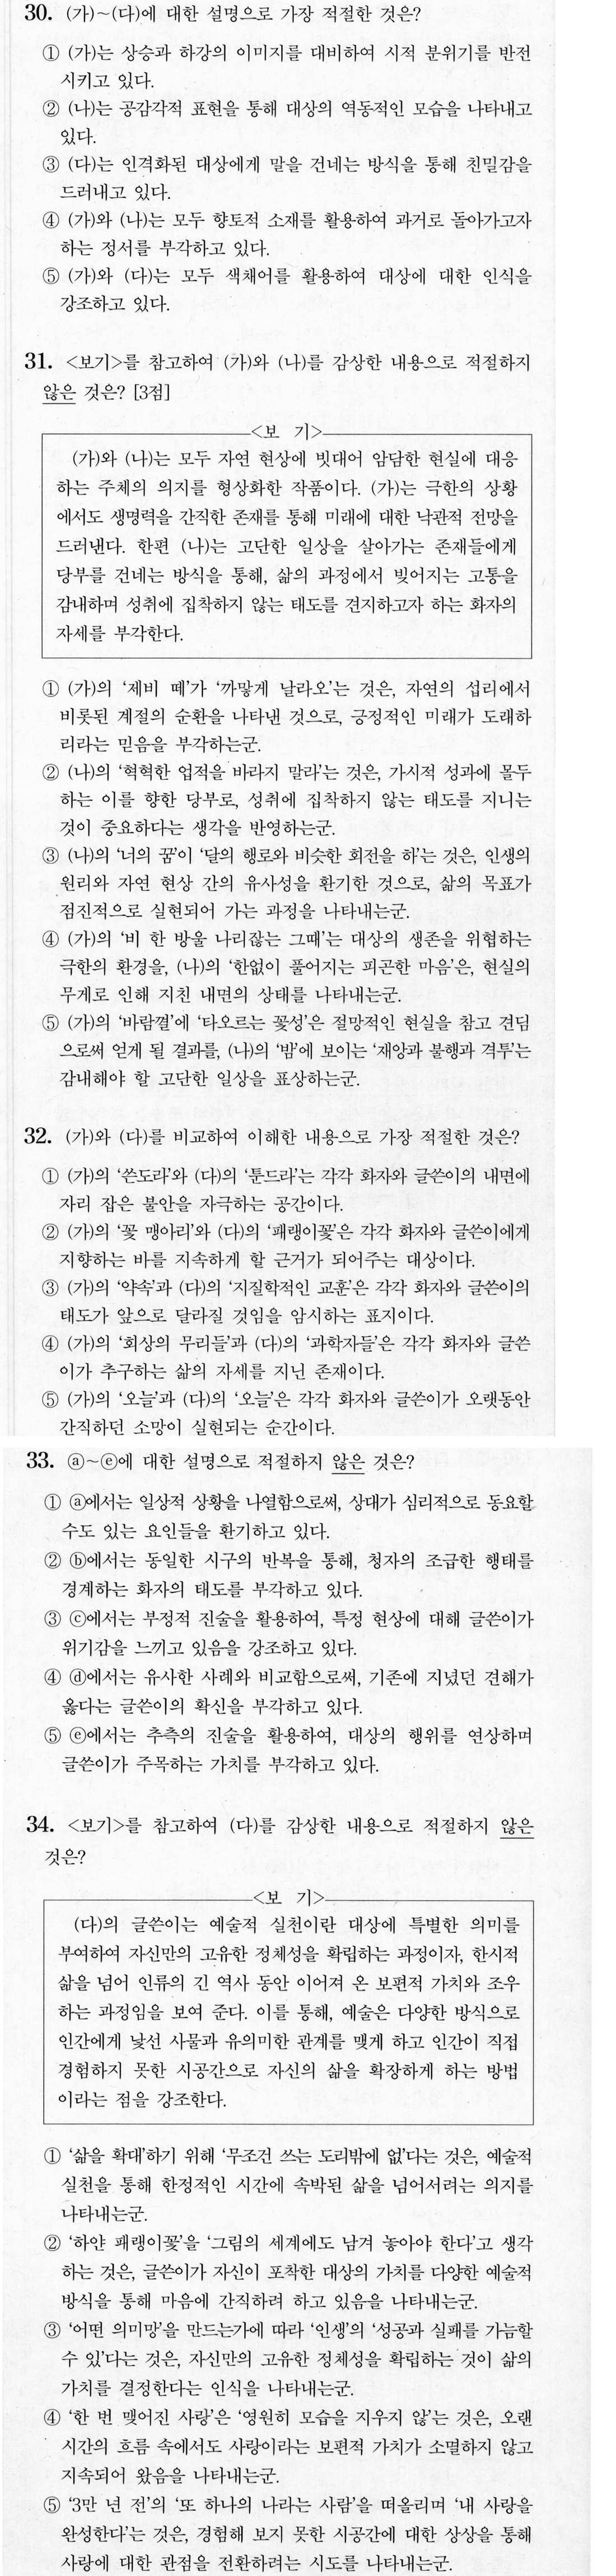 30. (가)~(다)에 대한 설명으로 가장 적절한 것은?
① (가)는 상승과 하강의 이미지를 대비하여 시적 분위기를 반전
시키고 있다.
② (나)는 공감각적 표현을 통해 대상의 역동적인 모습을 나타내고
있다.
③ (다)는 인격화된 대상에게 말을 건네는 방식을 통해 친밀감을
드러내고 있다.
④ (가)와 (나)는 모두 향토적 소재를 활용하여 과거로 돌아가고자
하는 정서를 부각하고 있다.
⑤ (가)와 (다)는 모두 색채어를 활용하여 대상에 대한 인식을
강조하고 있다.
31. <보기>를 참고하여 (가)와 (나)를 감상한 내용으로 적절하지
않은 것은? [3점]
<보 기>
(가)와 (나)는 모두 자연 현상에 빗대어 암담한 현실에 대응
하는 주체의 의지를 형상화한 작품이다. (가)는 극한의 상황
에서도 생명력을 간직한 존재를 통해 미래에 대한 낙관적 전망을
드러낸다. 한편 (나)는 고단한 일상을 살아가는 존재들에게
당부를 건네는 방식을 통해, 삶의 과정에서 빚어지는 고통을
감내하며 성취에 집착하지 않는 태도를 견지하고자 하는 화자의
자세를 부각한다.
① (가)의 ‘제비 떼’가 ‘까맣게 날라오’는 것은, 자연의 섭리에서
비롯된 계절의 순환을 나타낸 것으로, 긍정적인 미래가 도래하
리라는 믿음을 부각하는군.
② (나)의 ‘혁혁한 업적을 바라지 말라’는 것은, 가시적 성과에 몰두
하는 이를 향한 당부로, 성취에 집착하지 않는 태도를 지니는
것이 중요하다는 생각을 반영하는군.
③ (나)의 ‘너의 꿈’이 ‘달의 행로와 비슷한 회전을 하’는 것은, 인생의
원리와 자연 현상 간의 유사성을 환기한 것으로, 삶의 목표가
점진적으로 실현되어 가는 과정을 나타내는군.
④ (가)의 ‘비 한 방울 나리잖는 그때’는 대상의 생존을 위협하는
극한의 환경을, (나)의 ‘한없이 풀어지는 피곤한 마음’은, 현실의
무게로 인해 지친 내면의 상태를 나타내는군.
⑤ (가)의 ‘바람결’에 ‘타오르는 꽃성’은 절망적인 현실을 참고 견딤
으로써 얻게 될 결과를, (나)의 ‘밤’에 보이는 ‘재앙과 불행과 격투’는
감내해야 할 고단한 일상을 표상하는군.
32. (가)와 (다)를 비교하여 이해한 내용으로 가장 적절한 것은?
① (가)의 ‘쓴도라’와 (다)의 ‘툰드라’는 각각 화자와 글쓴이의 내면에
자리 잡은 불안을 자극하는 공간이다.
② (가)의 ‘꽃 맹아리’와 (다)의 ‘패랭이꽃’은 각각 화자와 글쓴이에게
지향하는 바를 지속하게 할 근거가 되어주는 대상이다.
③ (가)의 ‘약속’과 (다)의 ‘지질학적인 교훈’은 각각 화자와 글쓴이의
태도가 앞으로 달라질 것임을 암시하는 표지이다.
④ (가)의 ‘회상의 무리들’과 (다)의 ‘과학자들’은 각각 화자와 글쓴
이가 추구하는 삶의 자세를 지닌 존재이다.
⑤ (가)의 ‘오늘’과 (다)의 ‘오늘’은 각각 화자와 글쓴이가 오랫동안
간직하던 소망이 실현되는 순간이다.
33. ⓐ~ⓔ에 대한 설명으로 적절하지 않은 것은?
① ⓐ에서는 일상적 상황을 나열함으로써, 상대가 심리적으로 동요할
수도 있는 요인들을 환기하고 있다.
② ⓑ에서는 동일한 시구의 반복을 통해, 청자의 조급한 행태를
경계하는 화자의 태도를 부각하고 있다.
③ ⓒ에서는 부정적 진술을 활용하여, 특정 현상에 대해 글쓴이가
위기감을 느끼고 있음을 강조하고 있다.
④ ⓓ에서는 유사한 사례와 비교함으로써, 기존에 지녔던 견해가
옳다는 글쓴이의 확신을 부각하고 있다.
⑤ ⓔ에서는 추측의 진술을 활용하여, 대상의 행위를 연상하며
글쓴이가 주목하는 가치를 부각하고 있다.
34. <보기>를 참고하여 (다)를 감상한 내용으로 적절하지 않은
것은?
<보 기>
(다)의 글쓴이는 예술적 실천이란 대상에 특별한 의미를
부여하여 자신만의 고유한 정체성을 확립하는 과정이자, 한시적
삶을 넘어 인류의 긴 역사 동안 이어져 온 보편적 가치와 조우
하는 과정임을 보여 준다. 이를 통해, 예술은 다양한 방식으로
인간에게 낯선 사물과 유의미한 관계를 맺게 하고 인간이 직접
경험하지 못한 시공간으로 자신의 삶을 확장하게 하는 방법
이라는 점을 강조한다.
① ‘삶을 확대’하기 위해 ‘무조건 쓰는 도리밖에 없’다는 것은, 예술적
실천을 통해 한정적인 시간에 속박된 삶을 넘어서려는 의지를
나타내는군.
② ‘하얀 패랭이꽃’을 ‘그림의 세계에도 남겨 놓아야 한다’고 생각
하는 것은, 글쓴이가 자신이 포착한 대상의 가치를 다양한 예술적
방식을 통해 마음에 간직하려 하고 있음을 나타내는군.
③ ‘어떤 의미망’을 만드는가에 따라 ‘인생’의 ‘성공과 실패를 가늠할
수 있’다는 것은, 자신만의 고유한 정체성을 확립하는 것이 삶의
가치를 결정한다는 인식을 나타내는군.
④ ‘한 번 맺어진 사랑’은 ‘영원히 모습을 지우지 않’는 것은, 오랜
시간의 흐름 속에서도 사랑이라는 보편적 가치가 소멸하지 않고
지속되어 왔음을 나타내는군.
⑤ ‘3만 년 전’의 ‘또 하나의 나라는 사람’을 떠올리며 ‘내 사랑을
완성한다’는 것은, 경험해 보지 못한 시공간에 대한 상상을 통해
사랑에 대한 관점을 전환하려는 시도를 나타내는군.